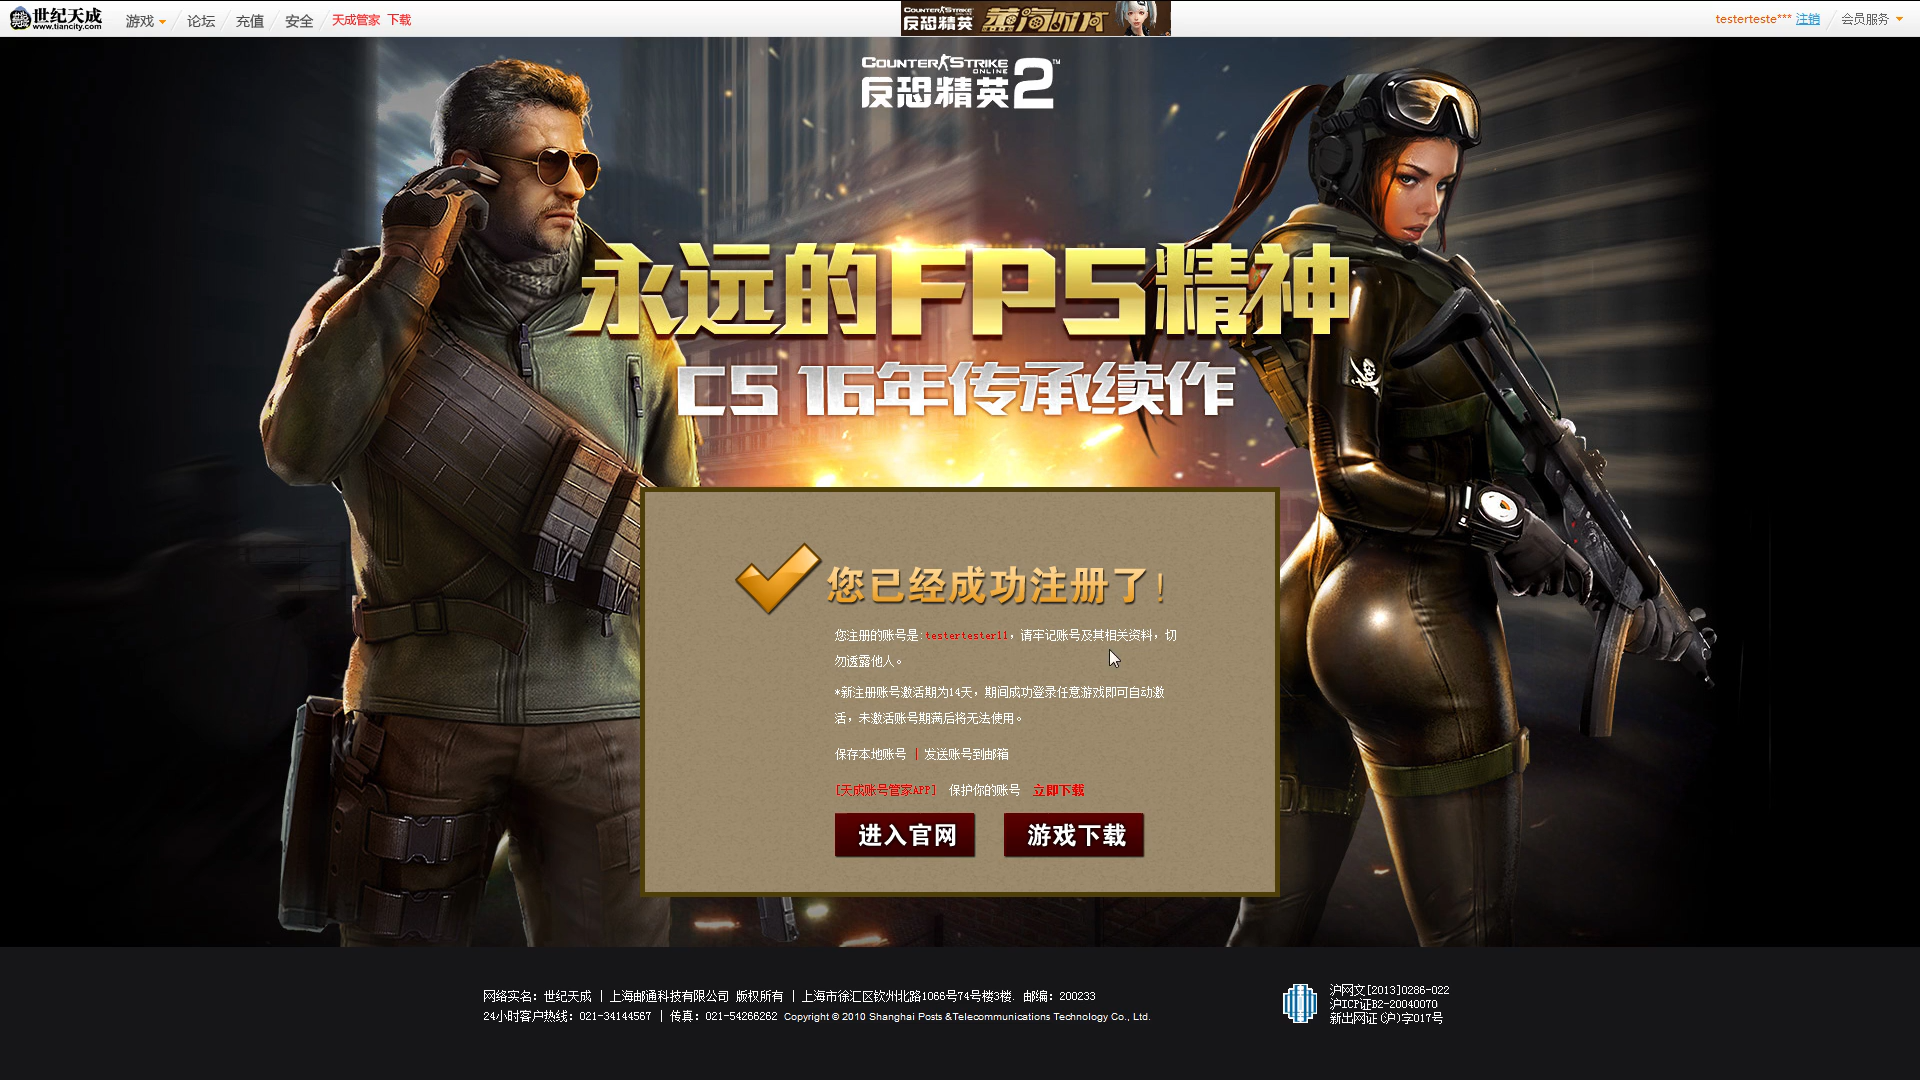 世纪天成
www.tiancity.com
游戏
论坛
充值
安全
天成管家 下载
COUNTER STRIKE ONLINE
反恐精英
testerteste*** 注销
会员服务
COUNTER STRIKE
ONLINE
反恐精英2™
永远的FPS精神
CS 16年传承续作
您已经成功注册了!
您注册的账号是:testertester11，请牢记账号及其相关资料，切
勿透露他人。
*新注册账号激活期为14天，期间成功登录任意游戏即可自动激
活，未激活账号期满后将无法使用。
保存本地账号 | 发送账号到邮箱
[天成账号管家APP] 保护你的账号 立即下载
进入官网
游戏下载
网络实名：世纪天成 | 上海邮通科技有限公司 版权所有 | 上海市徐汇区钦州北路1066号74号楼3楼. 邮编：200233
24小时客户热线：021-34144567 | 传真：021-54266262 Copyright © 2010 Shanghai Posts &Telecommunications Technology Co., Ltd.
沪网文[2013]0286-022
沪ICP证B2-20040070
新出网证(沪)字017号